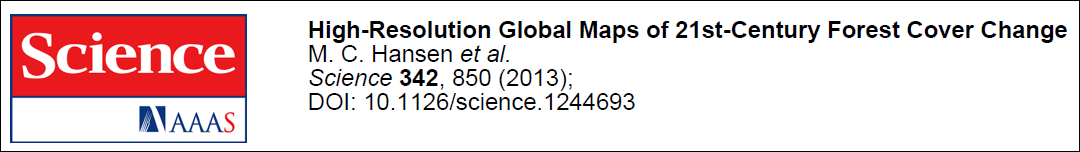 Science
AAAS
High-Resolution Global Maps of 21st-Century Forest Cover Change
M. C. Hansen et al.
Science 342, 850 (2013);
DOI: 10.1126/science.1244693